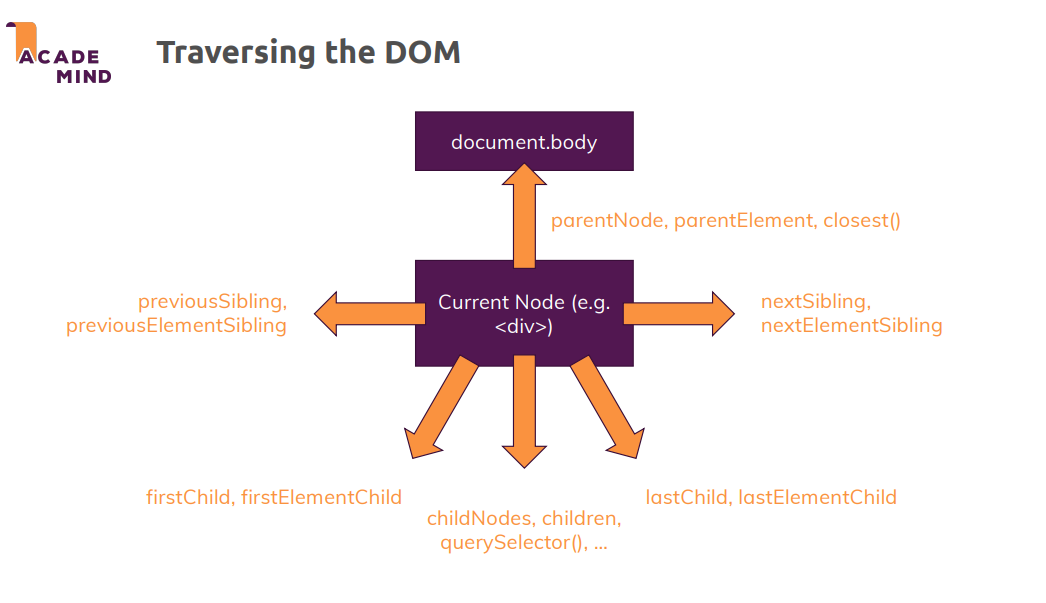 ACADE
MIND
Traversing the DOM
document.body
parentNode, parentElement, closest()
previousSibling,
previousElementSibling
Current Node (e.g.
<div>)
nextSibling,
nextElementSibling
firstChild, firstElementChild
childNodes, children,
querySelector(), ...
lastChild, lastElementChild